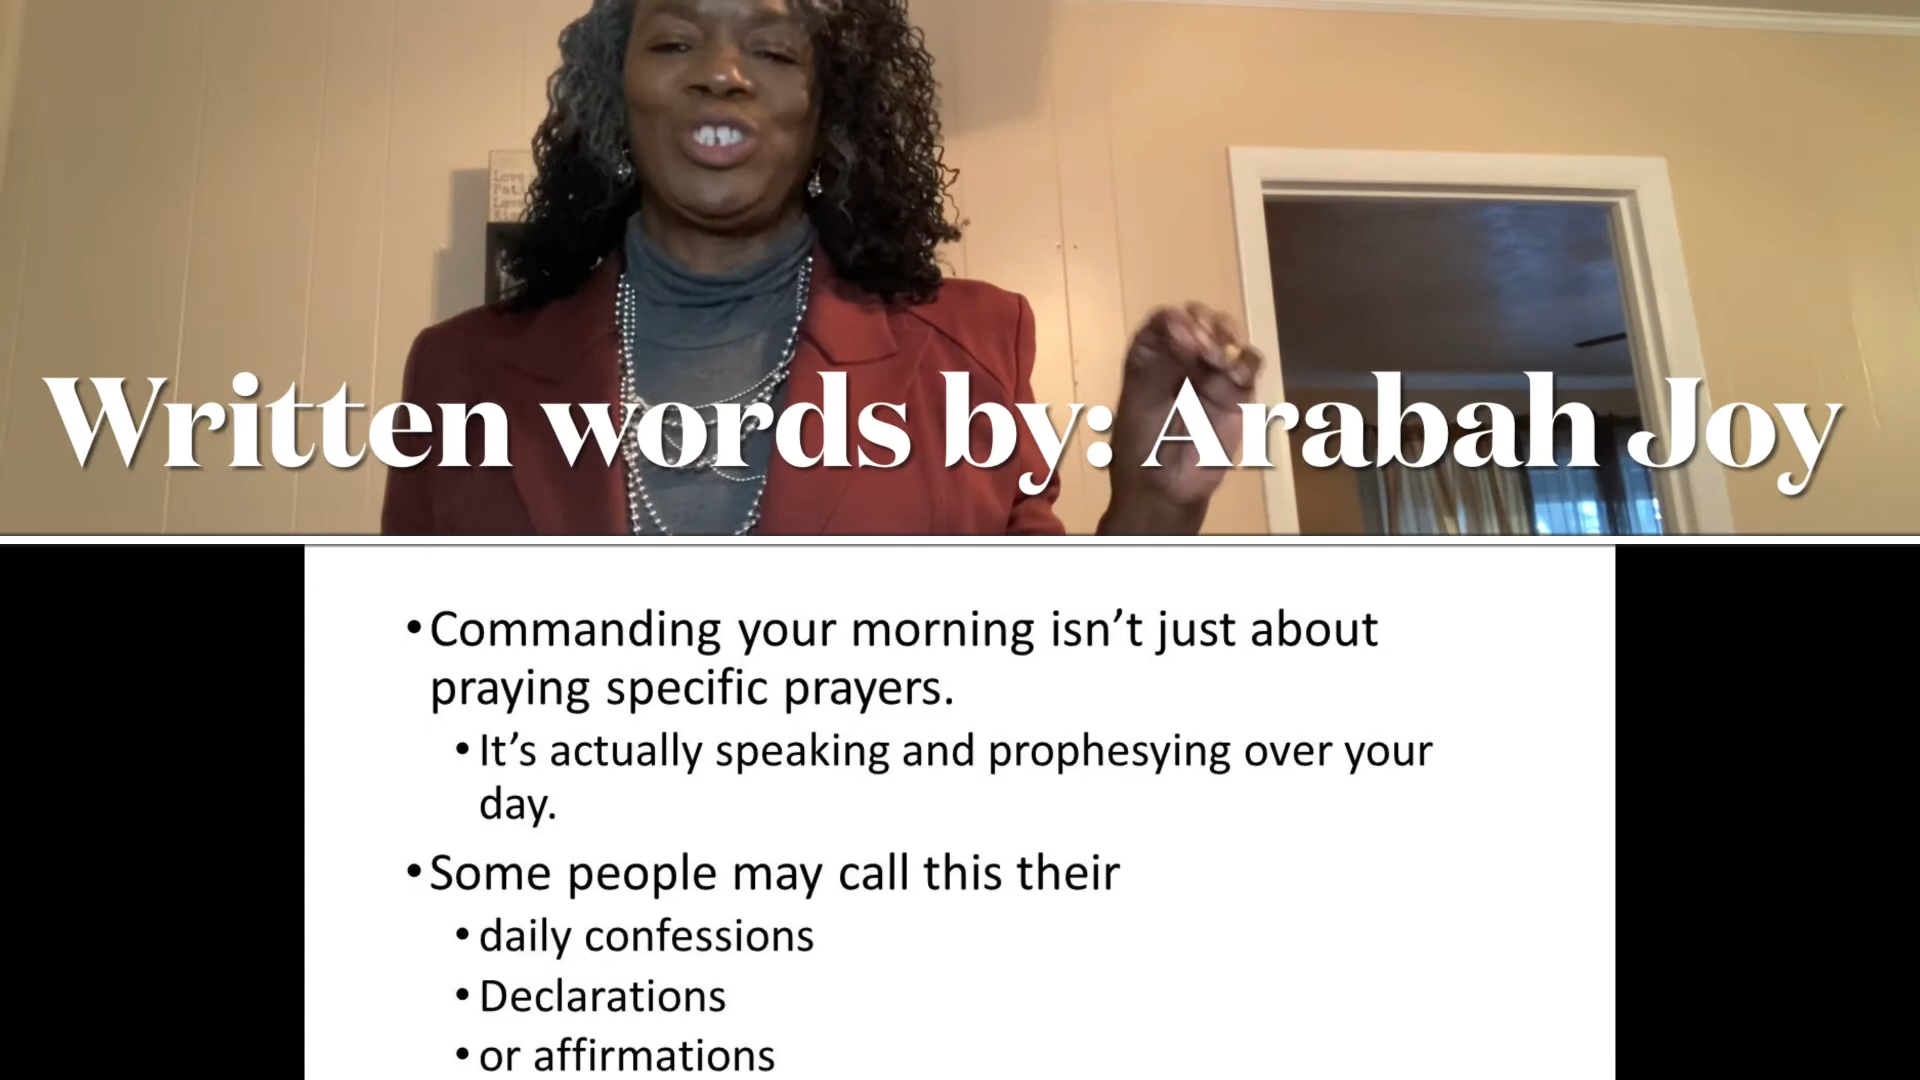 Love
Written words by: Arabah Joy
•Commanding your morning isn’t just about
praying specific prayers.
•It’s actually speaking and prophesying over your
day.
•Some people may call this their
•daily confessions
•Declarations
•or affirmations